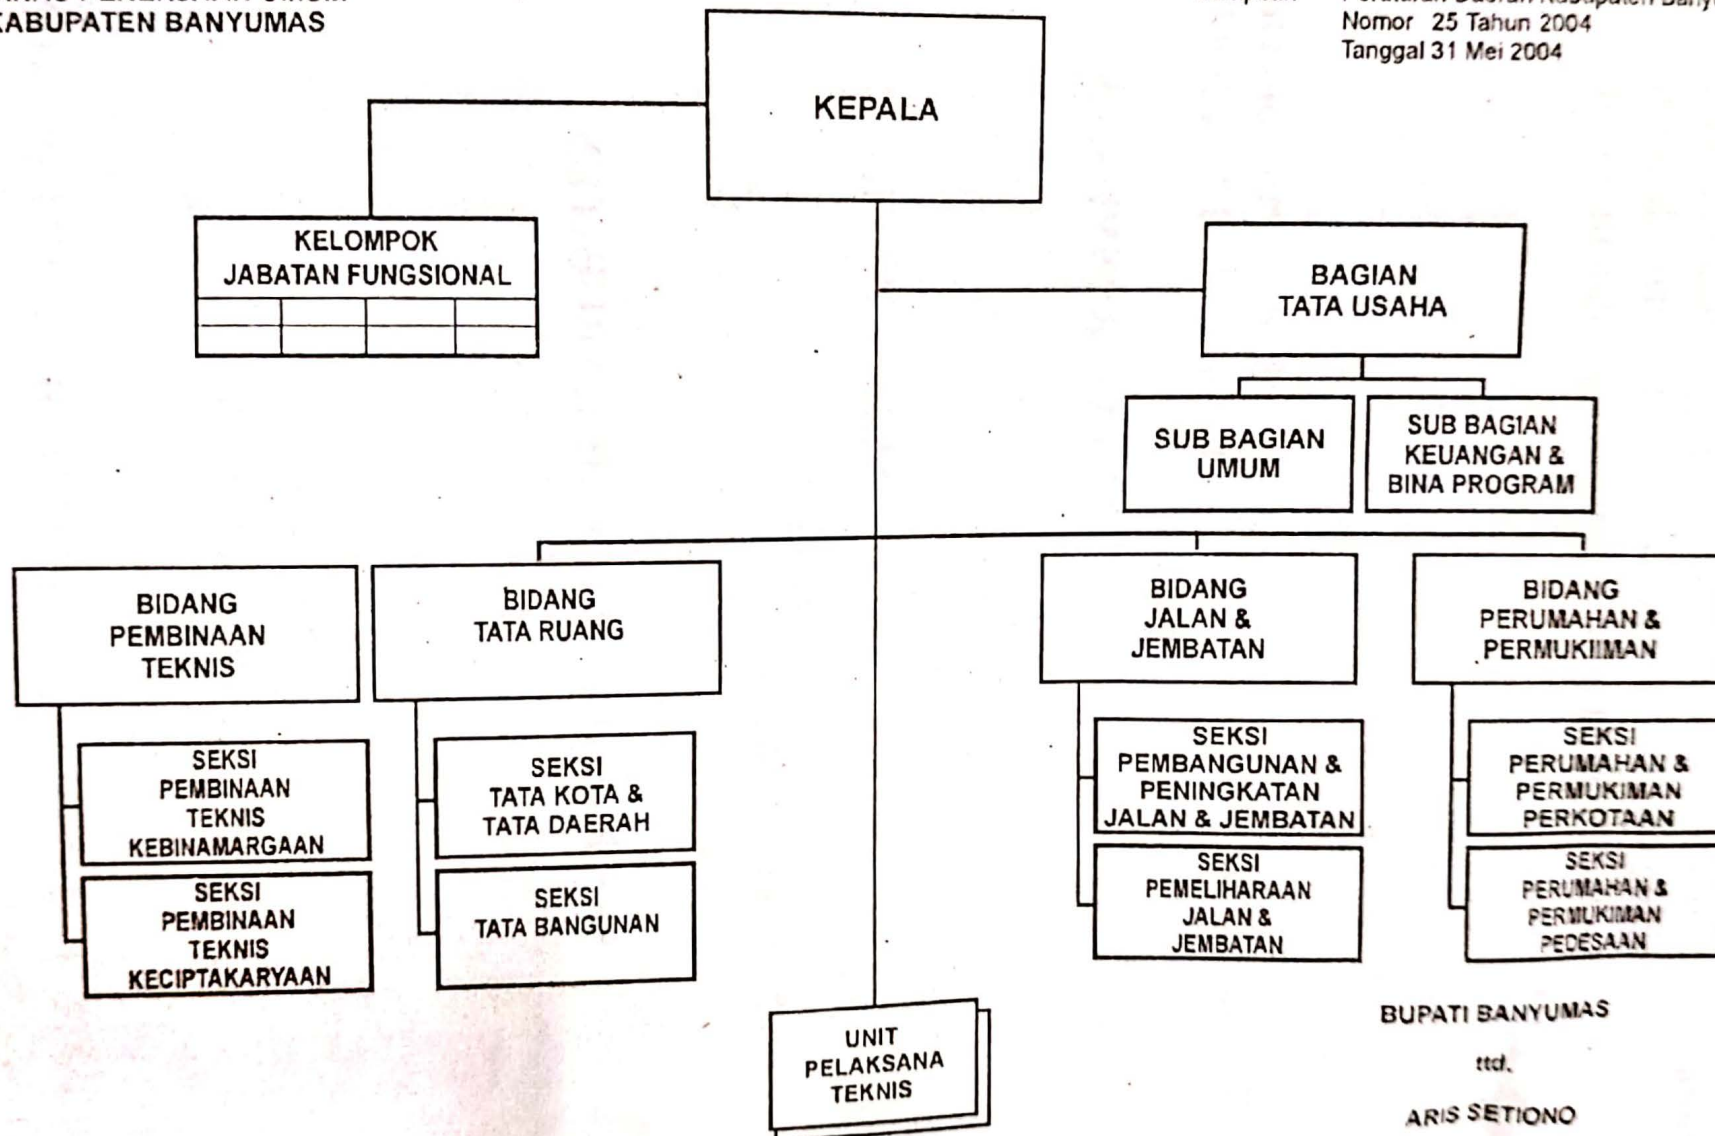 KABUPATEN BANYUMAS
Nomor 25 Tahun 2004
Tanggal 31 Mei 2004
KEPALA
KELOMPOK
JABATAN FUNGSIONAL
BAGIAN
TATA USAHA
SUB BAGIAN
UMUM
SUB BAGIAN
KEUANGAN &
BINA PROGRAM
BIDANG
PEMBINAAN
TEKNIS
BIDANG
TATA RUANG
BIDANG
JALAN &
JEMBATAN
BIDANG
PERUMAHAN &
PERMUKIIMAN
SEKSI
PEMBINAAN
TEKNIS
KEBINAMARGAAN
SEKSI
TATA KOTA &
TATA DAERAH
SEKSI
PEMBANGUNAN &
PENINGKATAN
JALAN & JEMBATAN
SEKSI
PERUMAHAN &
PERMUKIMAN
PERKOTAAN
SEKSI
PEMBINAAN
TEKNIS
KECIPTAKARYAAN
SEKSI
TATA BANGUNAN
SEKSI
PEMELIHARAAN
JALAN &
JEMBATAN
SEKSI
PERUMAHAN &
PERMUKIMAN
PEDESAAN
UNIT
PELAKSANA
TEKNIS
BUPATI BANYUMAS
ttd.
ARIS SETIONO